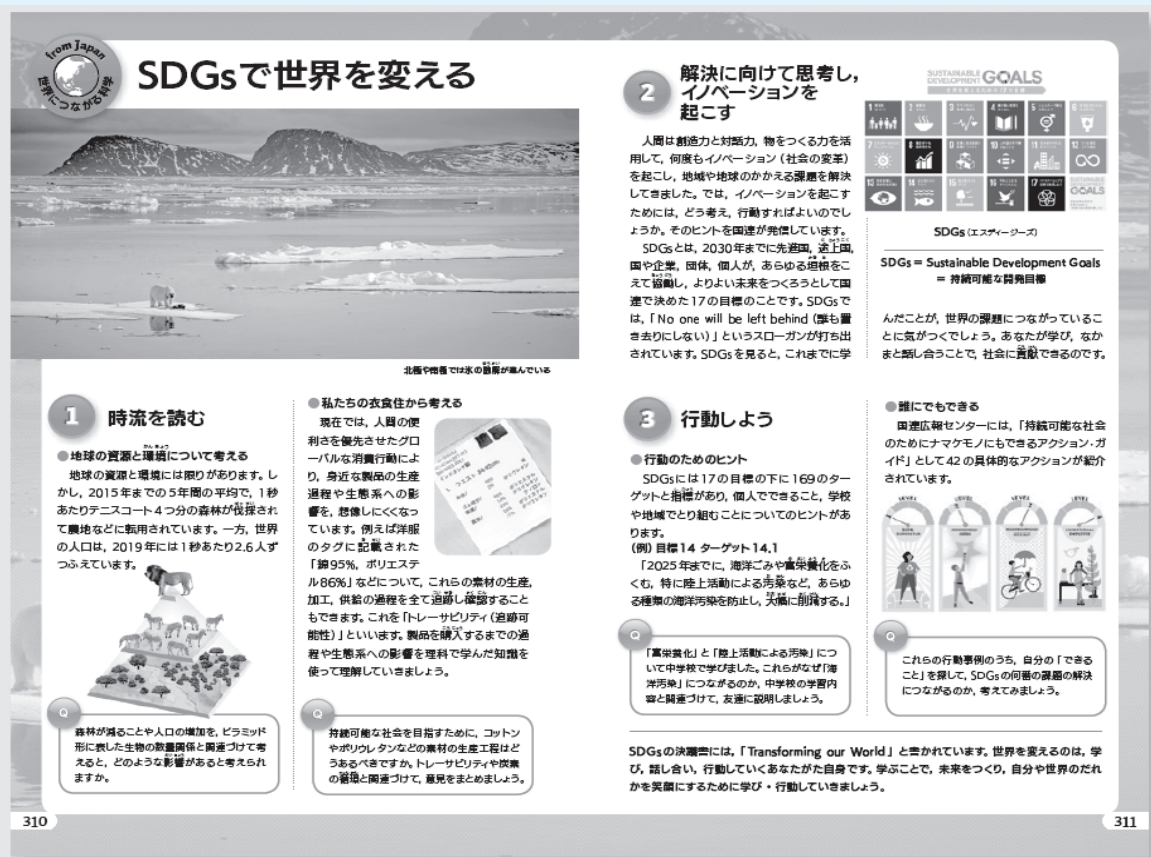 from Japan
世界につながる科学
SDGsで世界を変える
北極や南極では氷の融解が進んでいる
1
時流を読む
●地球の資源と環境について考える
かんきょう
地球の資源と環境には限りがあります。し
かし，2015年までの5年間の平均で，1秒
あたりテニスコート4つ分の森林が伐採され
て農地などに転用されています。一方，世界
の人口は，2019年には1秒あたり2.6人ず
つふえています。
Q
森林が減ることや人口の増加を，ピラミッド
形に表した生物の数量関係と関連づけて考
えると，どのような影響があると考えられ
ますか。
●私たちの衣食住から考える
現在では，人間の便
利さを優先させたグロ
ーバルな消費行動によ
り，身近な製品の生産
過程や生態系への影
響を，想像しにくくなっ
ています。例えば洋服
のタグに記載された
「綿95%，ポリエステ
ル86%」などについて，これらの素材の生産，
加工，供給の過程を全て追跡し確認すること
もできます。これを「トレーサビリティ（追跡可
能性）」といいます。製品を購入するまでの過
程や生態系への影響を理科で学んだ知識を
使って理解していきましょう。
Q
持続可能な社会を目指すために，コットン
やポリウレタンなどの素材の生産工程はど
うあるべきですか。トレーサビリティや炭素
の循環と関連づけて，意見をまとめましょう。
310
2
解決に向けて思考し，
イノベーションを
起こす
人間は創造力と対話力，物をつくる力を活
用して，何度もイノベーション（社会の変革）
を起こし，地域や地球のかかえる課題を解決
してきました。では，イノベーションを起こす
ためには，どう考え，行動すればよいのでし
ょうか。そのヒントを国連が発信しています。
SDGsとは，2030年までに先進国，途上国，
国や企業，団体，個人が，あらゆる垣根をこ
えて協働し，よりよい未来をつくろうとして国
連で決めた17の目標のことです。SDGsで
は，「No one will be left behind（誰も置
き去りにしない）」というスローガンが打ち出
されています。SDGsを見ると，これまでに学
SUSTAINABLE
DEVELOPMENT GOALS
1 2 3 4 5 6
7 8 9 10 11 12
13 14 15 16 17
GOALS
SDGs（エスディージーズ）
SDGs = Sustainable Development Goals
= 持続可能な開発目標
んだことが，世界の課題につながっているこ
とに気がつくでしょう。あなたが学び，なか
まと話し合うことで，社会に貢献できるのです。
3
行動しよう
●行動のためのヒント
SDGsには17の目標の下に169のター
ゲットと指標があり，個人でできること，学校
や地域でとり組むことについてのヒントがあ
ります。
(例) 目標14 ターゲット14.1
「2025年までに，海洋ごみや富栄養化をふ
くむ，特に陸上活動による汚染など，あらゆ
る種類の海洋汚染を防止し，大幅に削減する。」
Q
「富栄養化」と「陸上活動による汚染」につ
いて中学校で学びました。これらがなぜ「海
洋汚染」につながるのか，中学校の学習内
容と関連づけて，友達に説明しましょう。
●誰にでもできる
国連広報センターには，「持続可能な社会
のためにナマケモノにもできるアクション・ガ
イド」として42の具体的なアクションが紹介
されています。
LEVEL LEVEL LEVEL LEVEL
Q
これらの行動事例のうち，自分の「できる
こと」を探して，SDGsの何番の課題の解決
につながるのか，考えてみましょう。
SDGsの決議書には，「Transforming our World」と書かれています。世界を変えるのは，学
び，話し合い，行動していくあなたがた自身です。学ぶことで，未来をつくり，自分や世界のだれ
かを笑顔にするために学び・行動していきましょう。
311